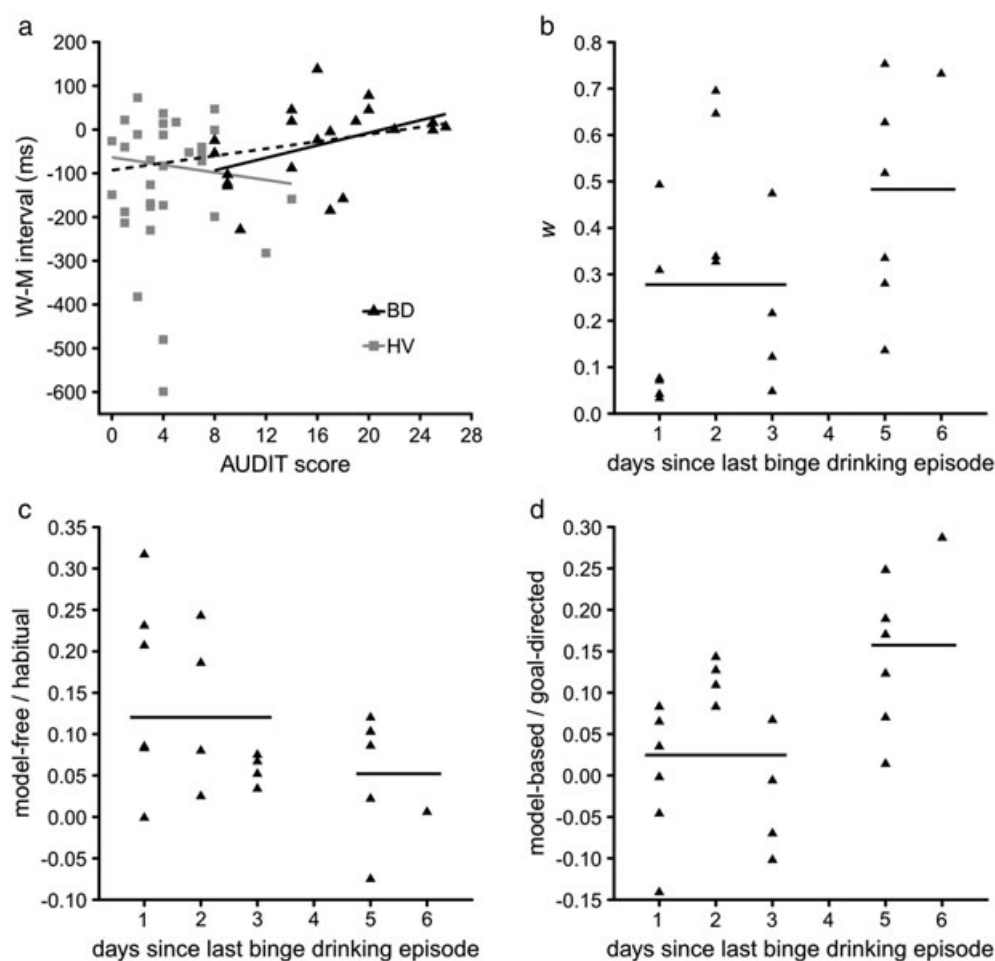 a
200
100
0
-100
-200
-300
-400
-500
-600
W-M interval (ms)
BD
HV
0 4 8 12 16 20 24 28
AUDIT score
b
0.8
0.7
0.6
0.5
0.4
0.3
0.2
0.1
0.0
w
1 2 3 4 5 6
days since last binge drinking episode
c
0.35
0.30
0.25
0.20
0.15
0.10
0.05
0.00
-0.05
-0.10
model-free / habitual
1 2 3 4 5 6
days since last binge drinking episode
d
0.30
0.25
0.20
0.15
0.10
0.05
0.00
-0.05
-0.10
-0.15
model-based / goal-directed
1 2 3 4 5 6
days since last binge drinking episode